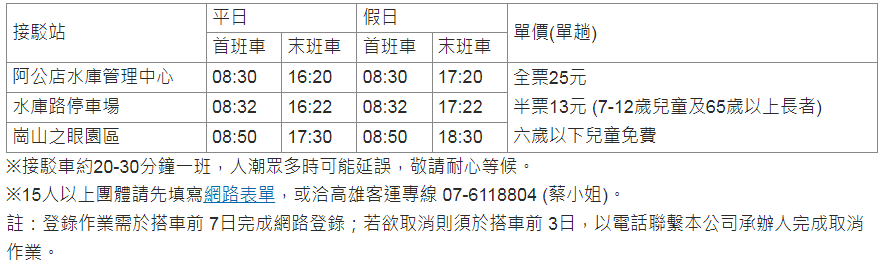 接駁站 平日 假日 單價(單趟)
首班車 末班車 首班車 末班車
阿公店水庫管理中心 08:30 16:20 08:30 17:20 全票25元
水庫路停車場 08:32 16:22 08:32 17:22 半票13元 (7-12歲兒童及65歲以上長者)
崗山之眼園區 08:50 17:30 08:50 18:30 六歲以下兒童免費
※接駁車約20-30分鐘一班，人潮眾多時可能延誤，敬請耐心等候。
※15人以上團體請先填寫網路表單，或洽高雄客運專線 07-6118804 (蔡小姐)。
註：登錄作業需於搭車前 7日完成網路登錄；若欲取消則須於搭車前 3日，以電話聯繫本公司承辦人完成取消
作業。